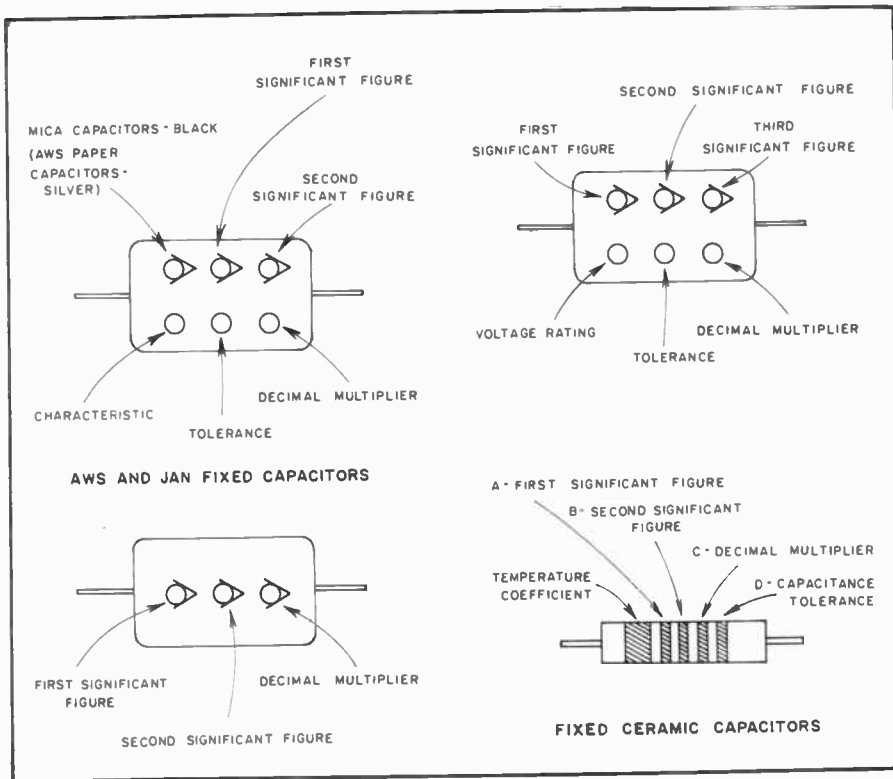 FIRST
SIGNIFICANT FIGURE
MICA CAPACITORS - BLACK
(AWS PAPER
CAPACITORS-
SILVER)
SECOND
SIGNIFICANT FIGURE
CHARACTERISTIC
TOLERANCE
DECIMAL MULTIPLIER
AWS AND JAN FIXED CAPACITORS
SECOND SIGNIFICANT FIGURE
FIRST
SIGNIFICANT FIGURE
THIRD
SIGNIFICANT FIGURE
VOLTAGE RATING
TOLERANCE
DECIMAL MULTIPLIER
FIRST SIGNIFICANT
FIGURE
SECOND SIGNIFICANT FIGURE
DECIMAL MULTIPLIER
A - FIRST SIGNIFICANT FIGURE
B - SECOND SIGNIFICANT
FIGURE
C - DECIMAL MULTIPLIER
TEMPERATURE
COEFFICIENT
D - CAPACITANCE
TOLERANCE
FIXED CERAMIC CAPACITORS